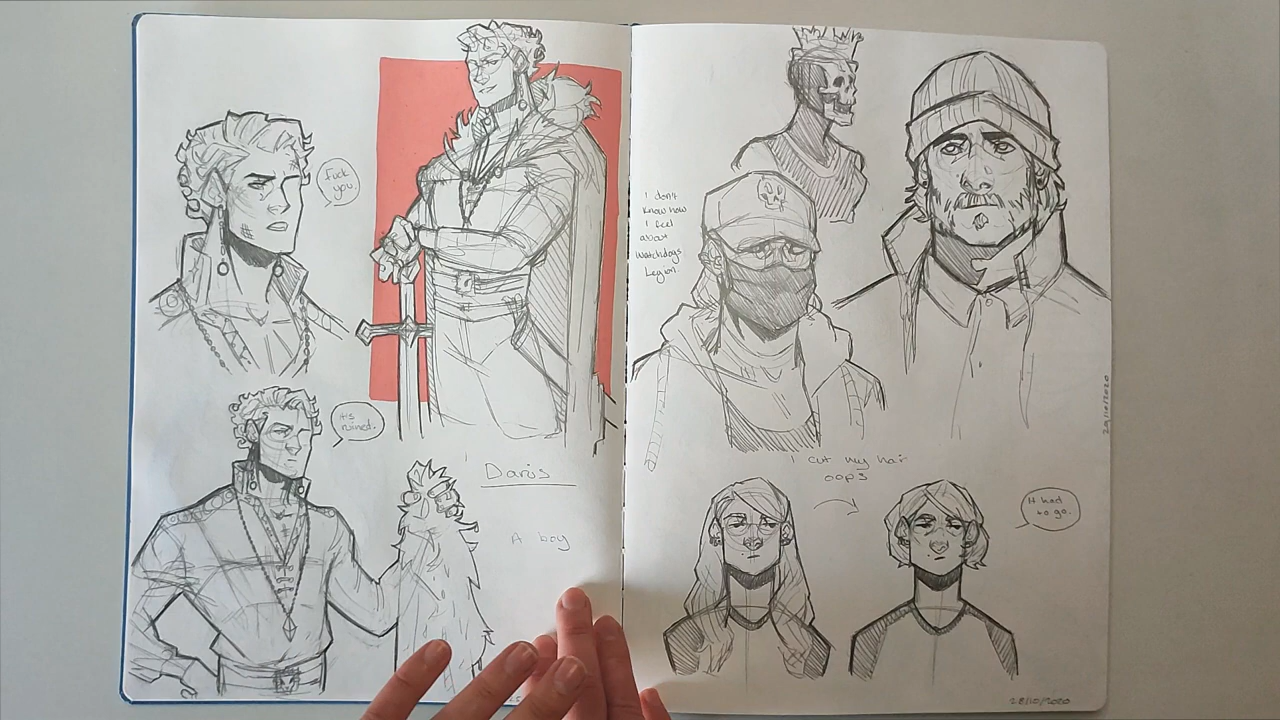 Fuck
you.
It's
ruined.
Daris
A boy
I don't
know how
I feel
about
Watchdogs
Legion.
29/10/2020
I cut my hair
oops
It had
to go.
28/10/2020